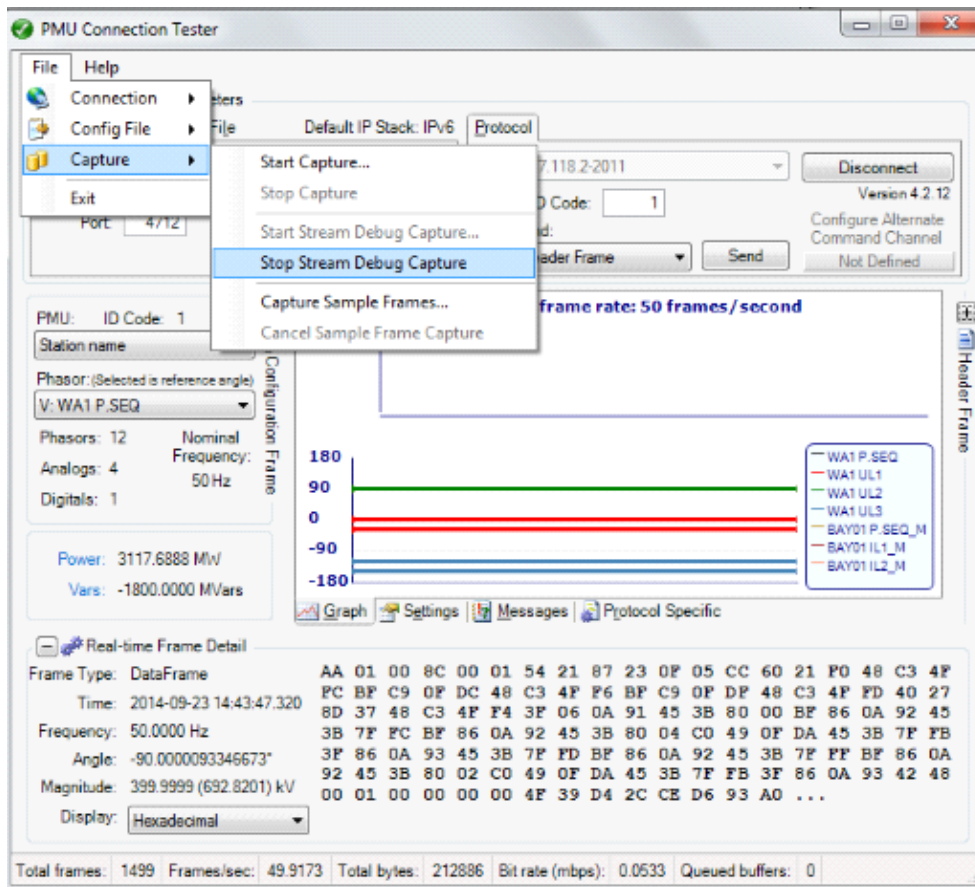 PMU Connection Tester
File Help
Connection
Config File
Capture
Exit
Start Capture...
Stop Capture
Start Stream Debug Capture...
Stop Stream Debug Capture
Capture Sample Frames...
Cancel Sample Frame Capture
eters
File Default IP Stack: IPv6 Protocol
7.118.2-2011 Disconnect
D Code: 1 Version 4.2.12
Configure Alternate
Command Channel
Port: 4712
eader Frame Send Not Defined
PMU: ID Code: 1
Station name
Phasor: (Selected is reference angle)
V: WA1 P.SEQ
Phasors: 12 Nominal
Frequency:
50 Hz
Analogs: 4
Digitals: 1
Power: 3117.6888 MW
Vars: -1800.0000 MVars
Configuration Frame
frame rate: 50 frames/second
180
90
0
-90
-180
WA1 P.SEQ
WA1 UL1
WA1 UL2
WA1 UL3
BAY01 P.SEQ_M
BAY01 IL1_M
BAY01 IL2_M
Header Frame
Graph Settings Messages Protocol Specific
Real-time Frame Detail
Frame Type: DataFrame
Time: 2014-09-23 14:43:47.320
Frequency: 50.0000 Hz
Angle: -90.0000093346673°
Magnitude: 399.9999 (692.8201) kV
Display: Hexadecimal
AA 01 00 8C 00 01 54 21 87 23 0F 05 CC 60 21 F0 48 C3 4F
FC BF C9 0F DC 48 C3 4F F6 BF C9 0F DF 48 C3 4F FD 40 27
8D 37 48 C3 4F F4 3F 06 0A 91 45 3B 80 00 BF 86 0A 92 45
3B 7F FC BF 86 0A 92 45 3B 80 04 C0 49 0F DA 45 3B 7F FB
3F 86 0A 93 45 3B 7F FD BF 86 0A 92 45 3B 7F FF BF 86 0A
92 45 3B 80 02 C0 49 0F DA 45 3B 7F FB 3F 86 0A 93 42 48
00 01 00 00 00 00 4F 39 D4 2C CE D6 93 A0 ...
Total frames: 1499 Frames/sec: 49.9173 Total bytes: 212886 Bit rate (mbps): 0.0533 Queued buffers: 0